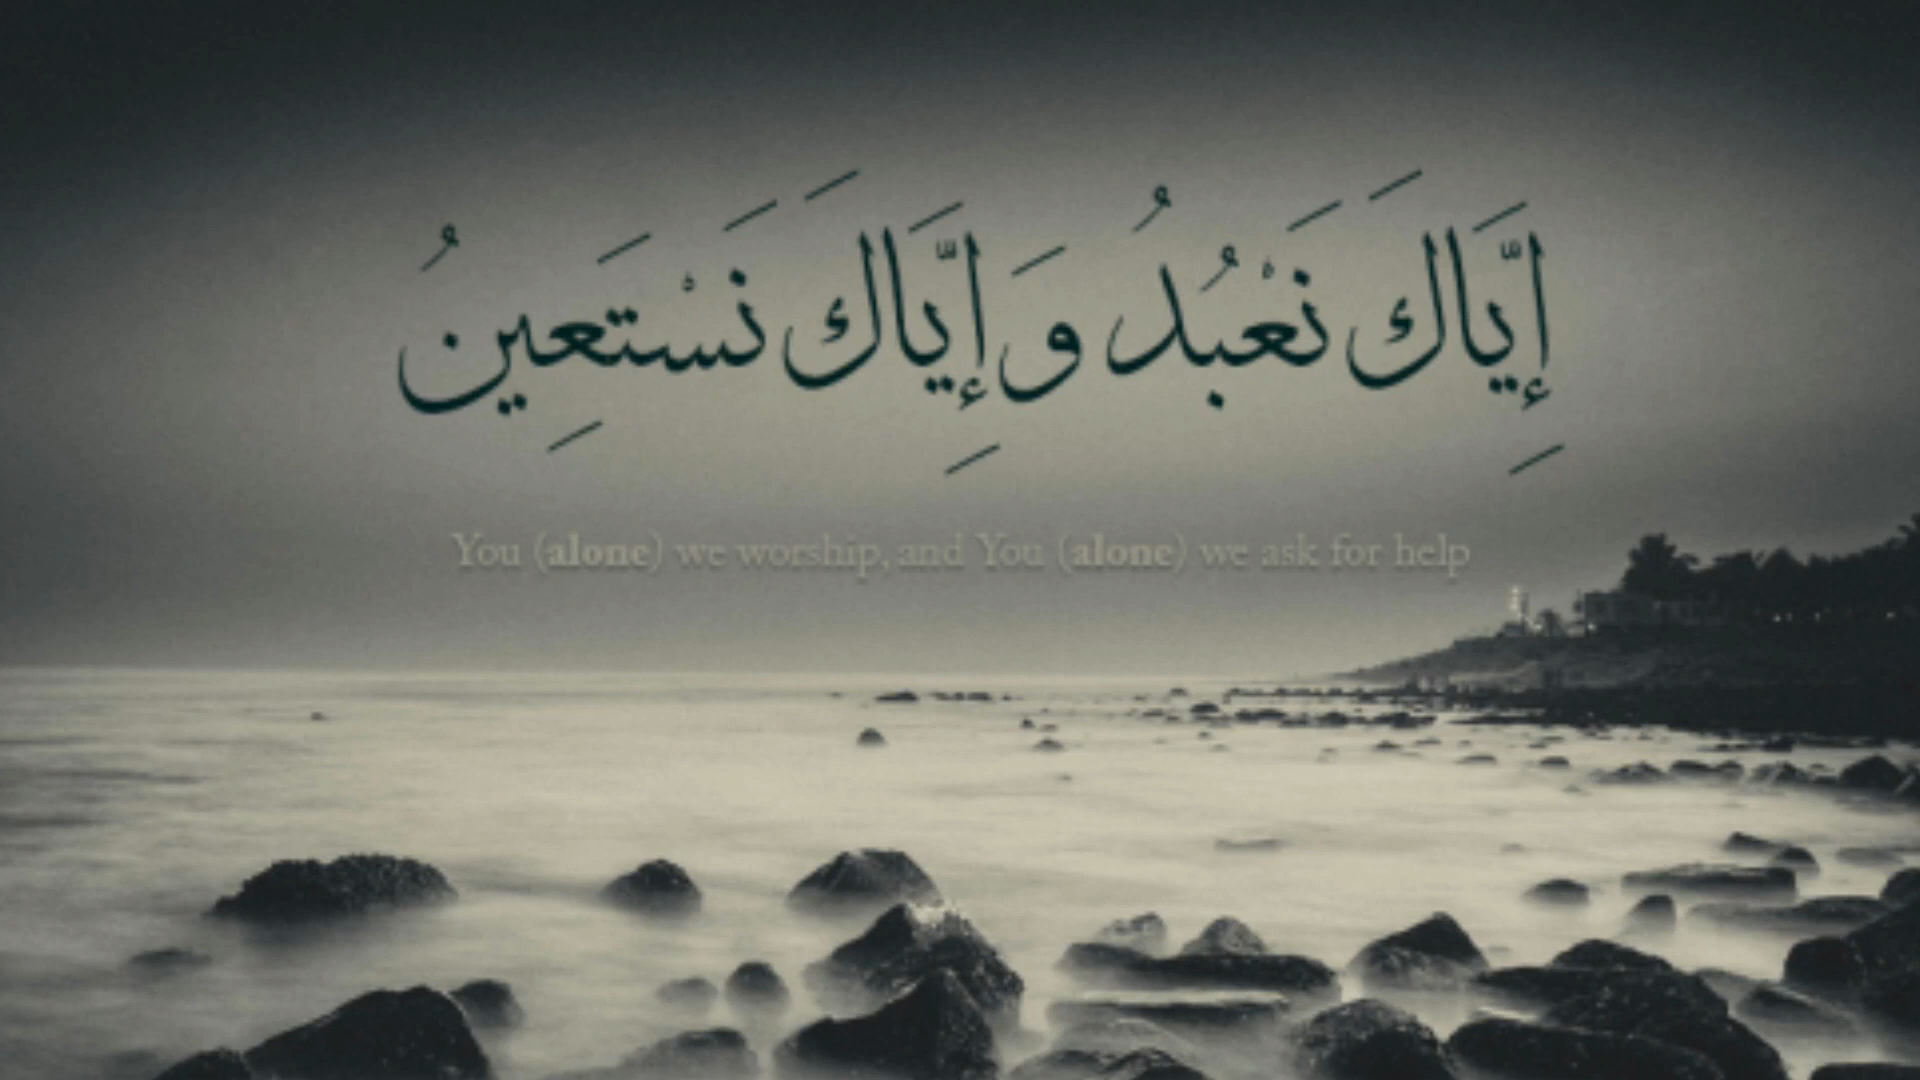 إِيَّاكَ نَعْبُدُ وَ إِيَّاكَ نَسْتَعِينُ
You (alone) we worship, and You (alone) we ask for help